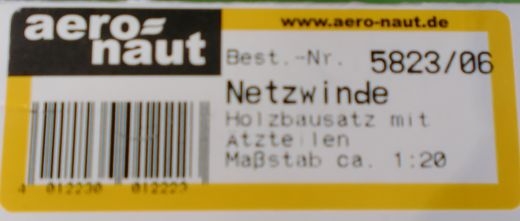 aero=
naut
www.aero-naut.de
Best.-Nr. 5823/06
Netzwinde
Holzbausatz mit
Atzteilen
Maßstab ca. 1:20
4 012230 012223